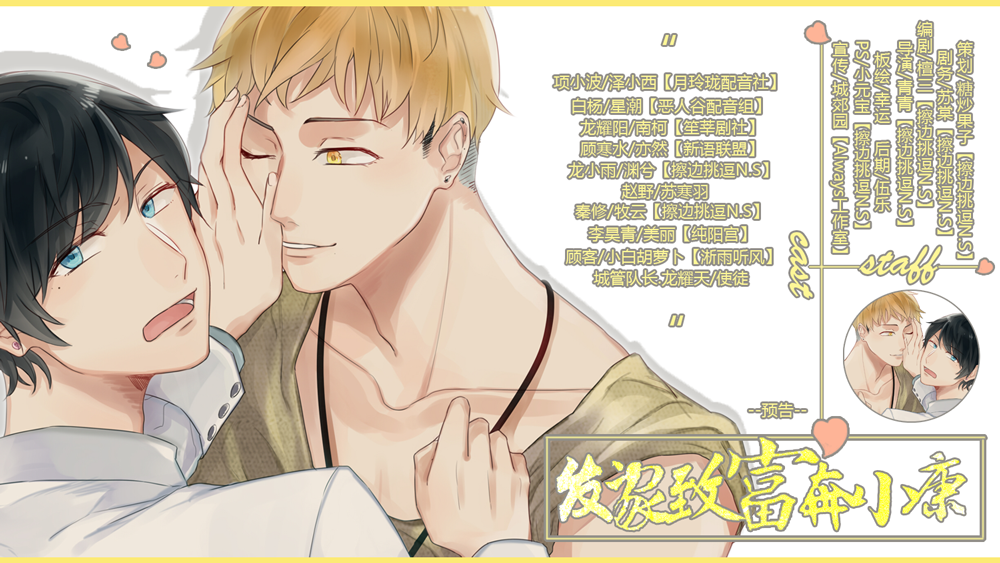 "
项小波/泽小西【月玲珑配音社】
白杨/星潮【恶人谷配音组】
龙耀阳/南柯【笙莘剧社】
顾寒水/亦然【新语联盟】
龙小雨/渊兮【擦边挑逗N.S】
赵野/苏寒羽
秦修/牧云【擦边挑逗N.S】
李昊青/美丽【纯阳宫】
顾客/小白胡萝卜【淅雨听风】
城管队长.龙耀天/使徒
"
cast
策划/糖炒果子【擦边挑逗N.S】
剧务/苏棠【擦边挑逗N.S】
编剧/檀三【擦边挑逗N.S】
导演/青青【擦边挑逗N.S】
板绘/幸运 后期/伍乐
PS/小元宝【擦边挑逗N.S】
宣传/城郊园【Always工作室】
staff
--预告--
发家致富奔小康